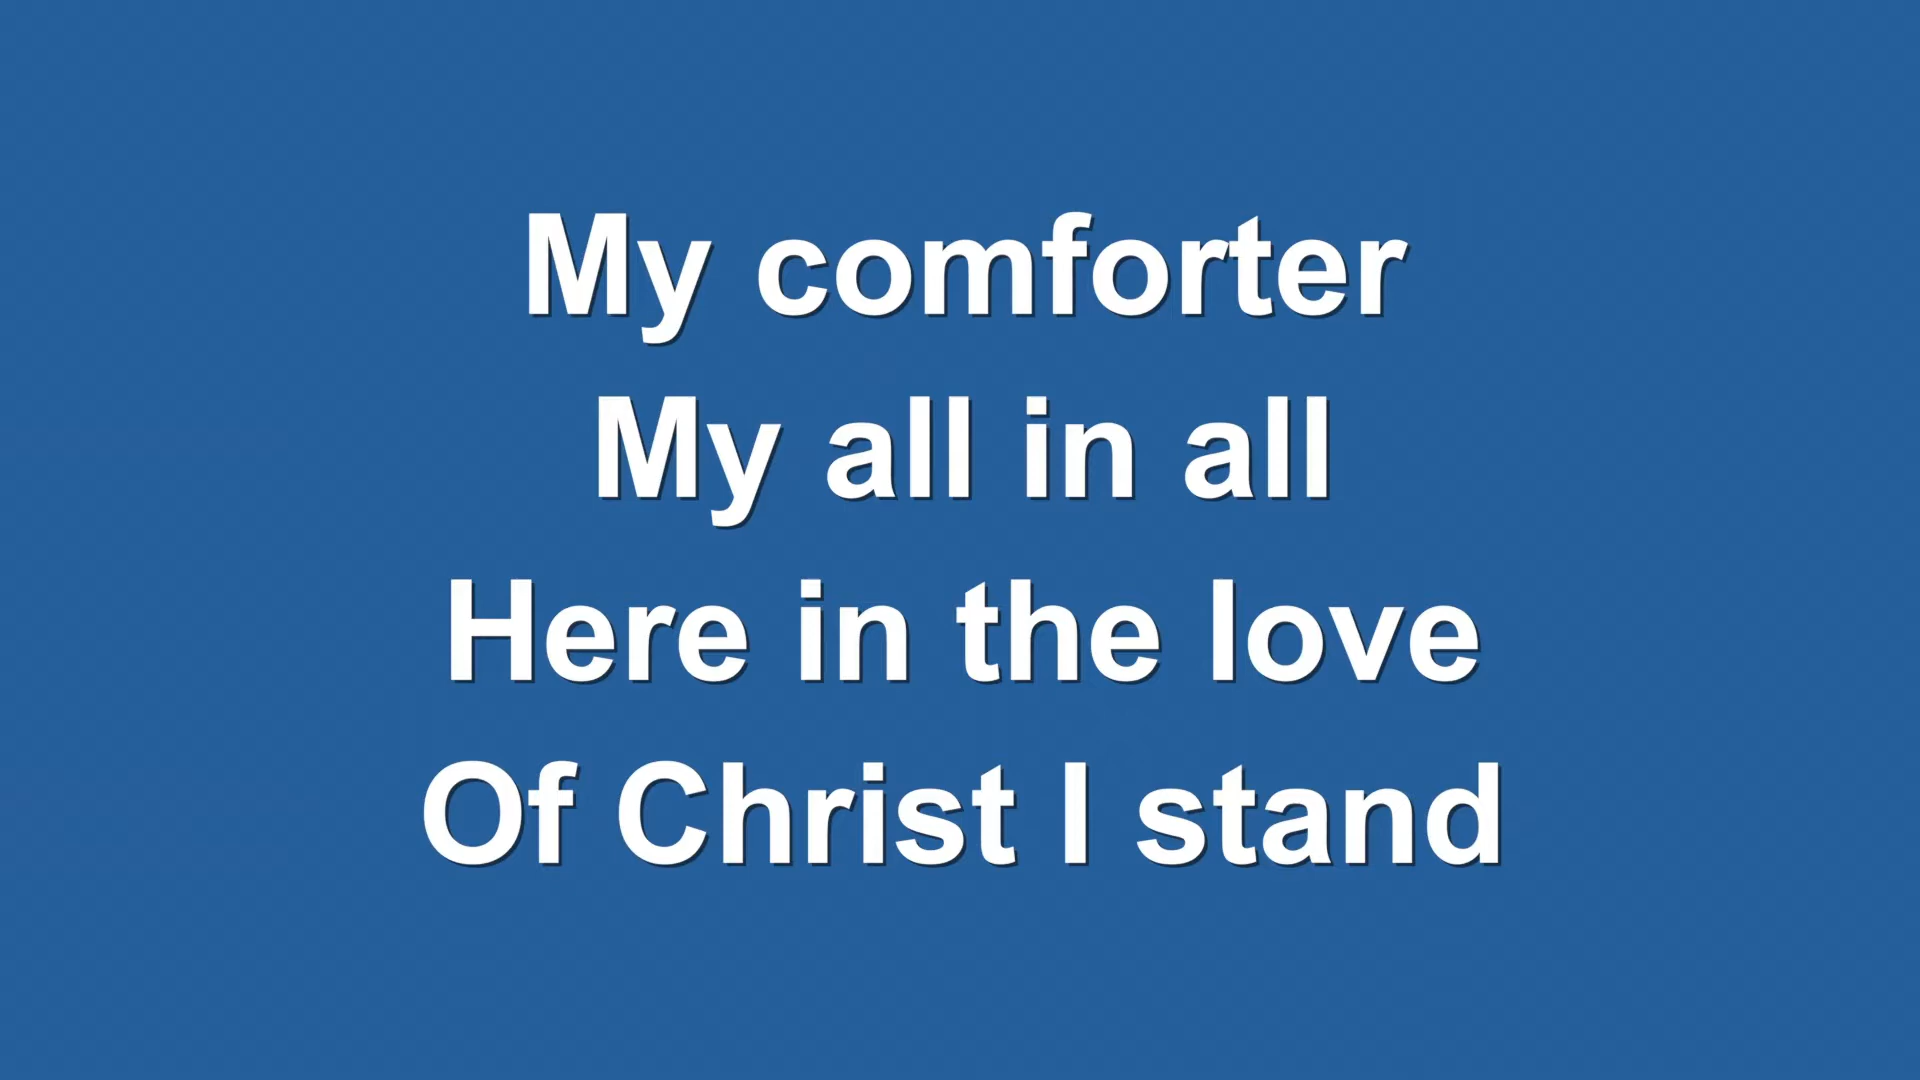 My comforter
My all in all
Here in the love
Of Christ I stand